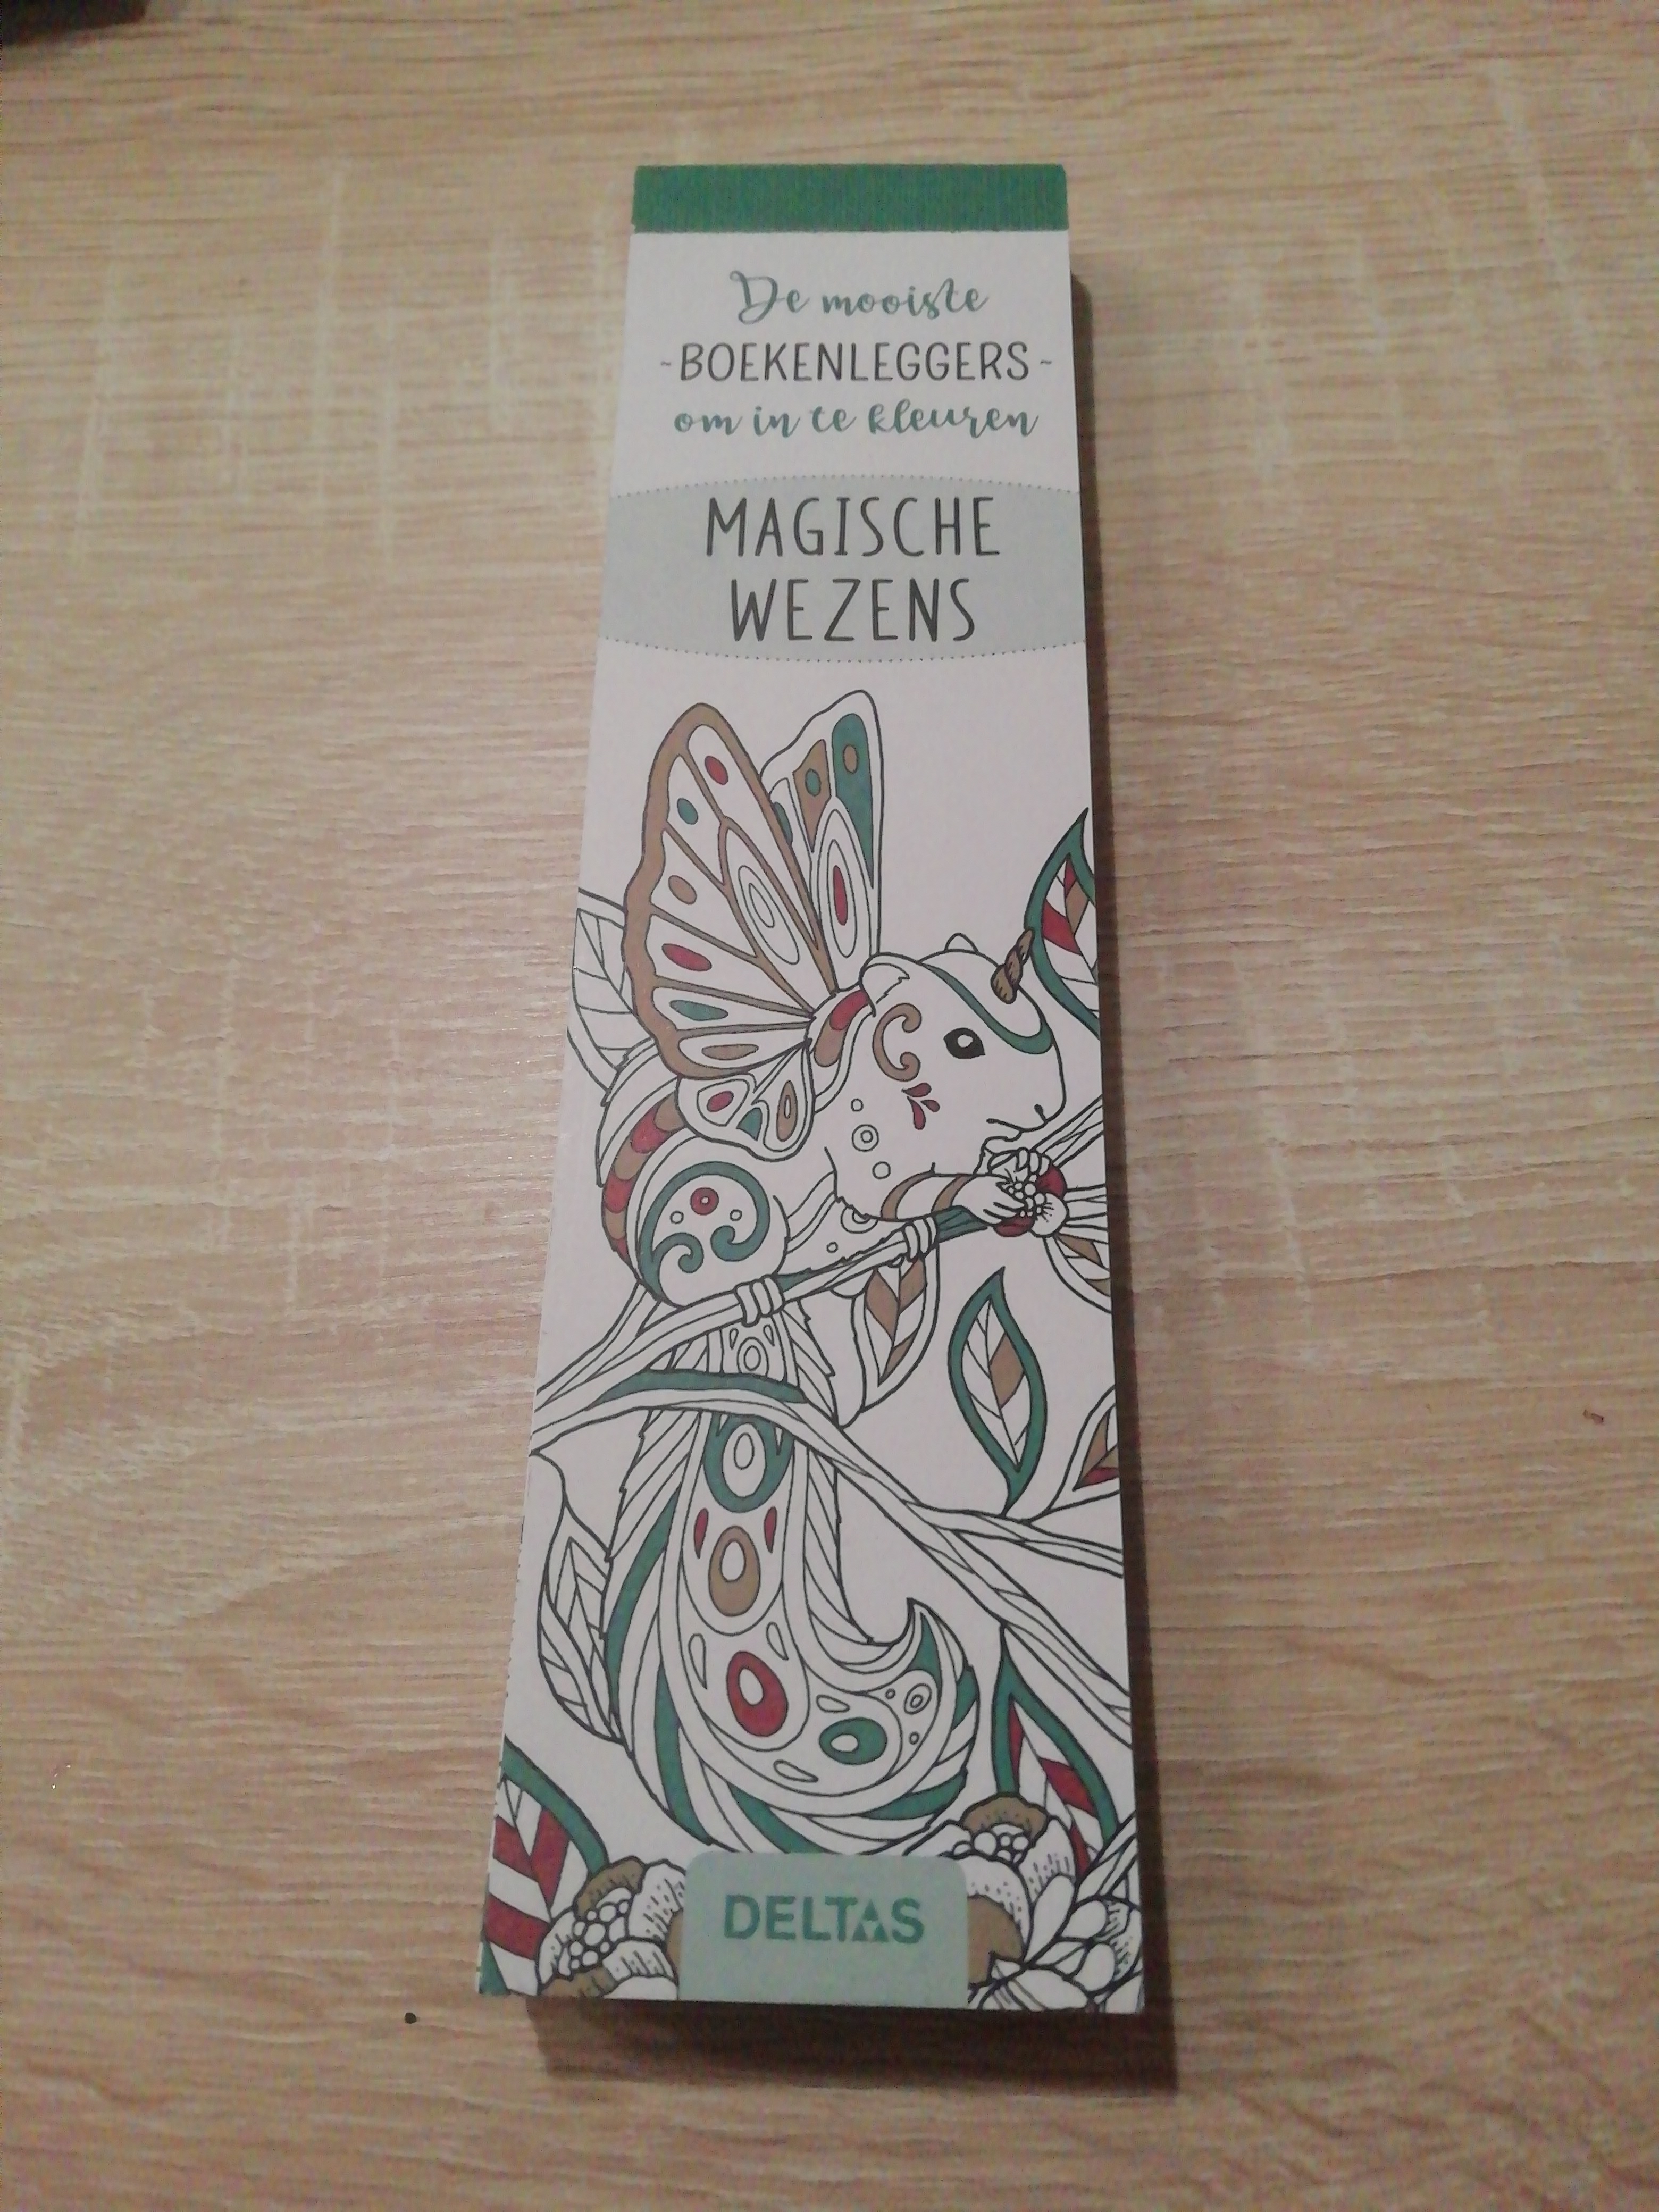 De mooiste
~BOEKENLEGGERS~
om in te kleuren
MAGISCHE
WEZENS
DELTAS